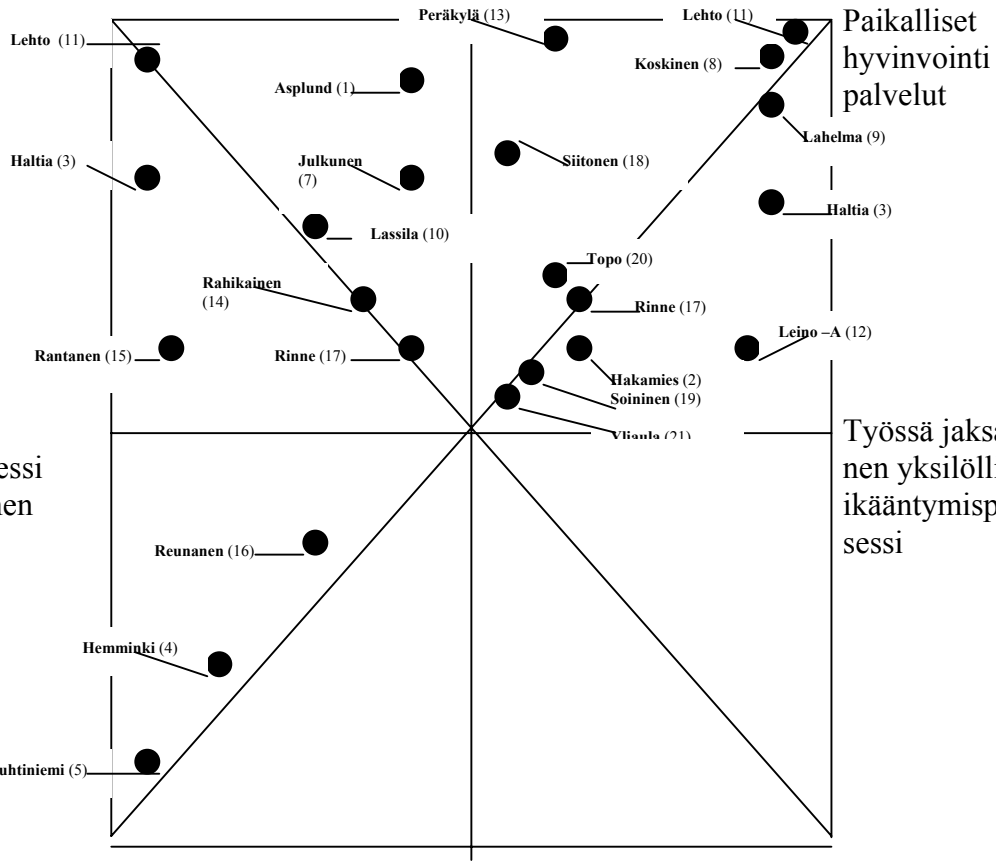 Peräkylä (13)
Lehto (11)
Paikalliset
hyvinvointi
palvelut
Lehto (11)
Koskinen (8)
Asplund (1)
Lahelma (9)
Haltia (3)
Julkunen
(7)
Siitonen (18)
Haltia (3)
Lassila (10)
Topo (20)
Rahikainen
(14)
Rinne (17)
Leino –A (12)
Rantanen (15)
Rinne (17)
Hakamies (2)
Soininen (19)
Yliaula (21)
Työssä jaksa
nen yksilölli
ikääntymisp
sessi
essi
nen
Reunanen (16)
Hemminki (4)
uhtiniemi (5)